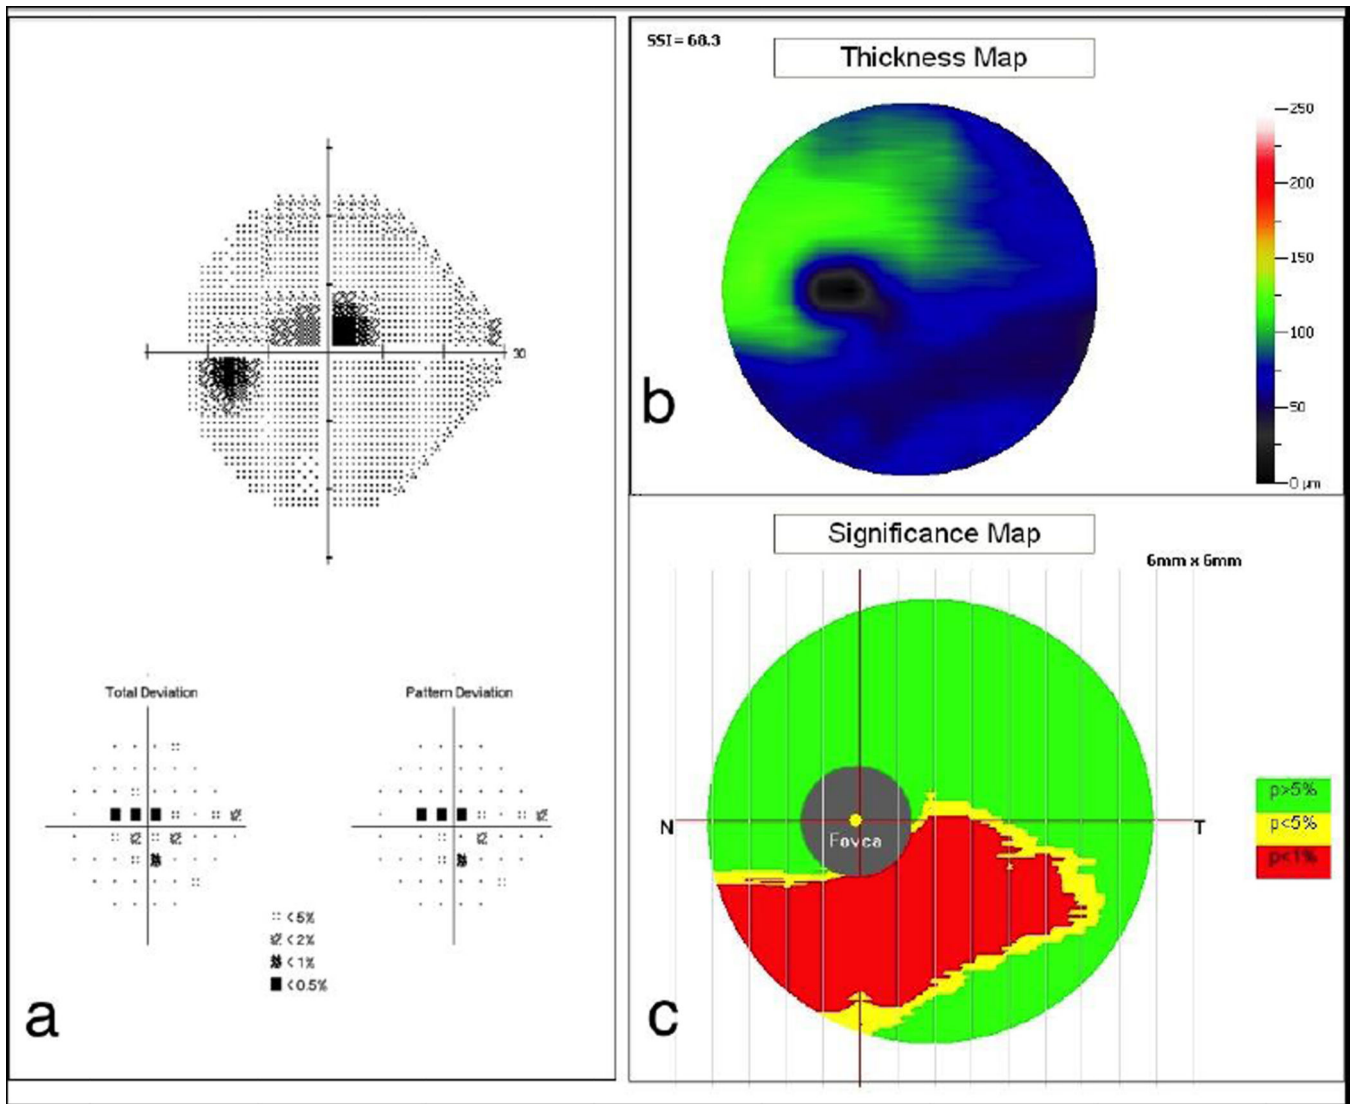 30
Total Deviation
Pattern Deviation
:: < 5%
< 2%
< 1%
< 0.5%
a
SSI = 68.3
Thickness Map
250
200
150
100
50
0 µm
b
Significance Map
6mm x 6mm
N
T
Fovea
p>5%
p<5%
p<1%
c